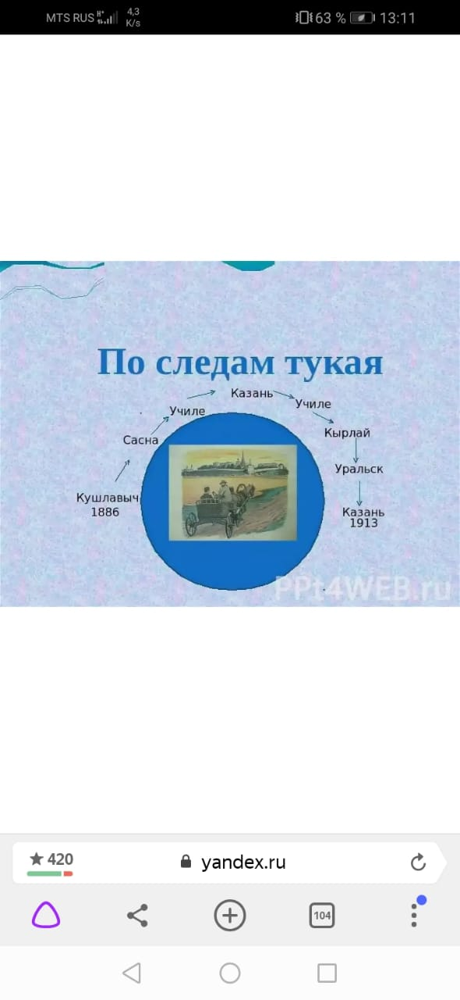 MTS RUS H+ 4,3 K/s 63 % 13:11
По следам тукая
Казань
Училе
Училе
Кырлай
Сасна
Уральск
Кушлавыч
1886
Казань
1913
PPt4WEB.ru
420
yandex.ru
104